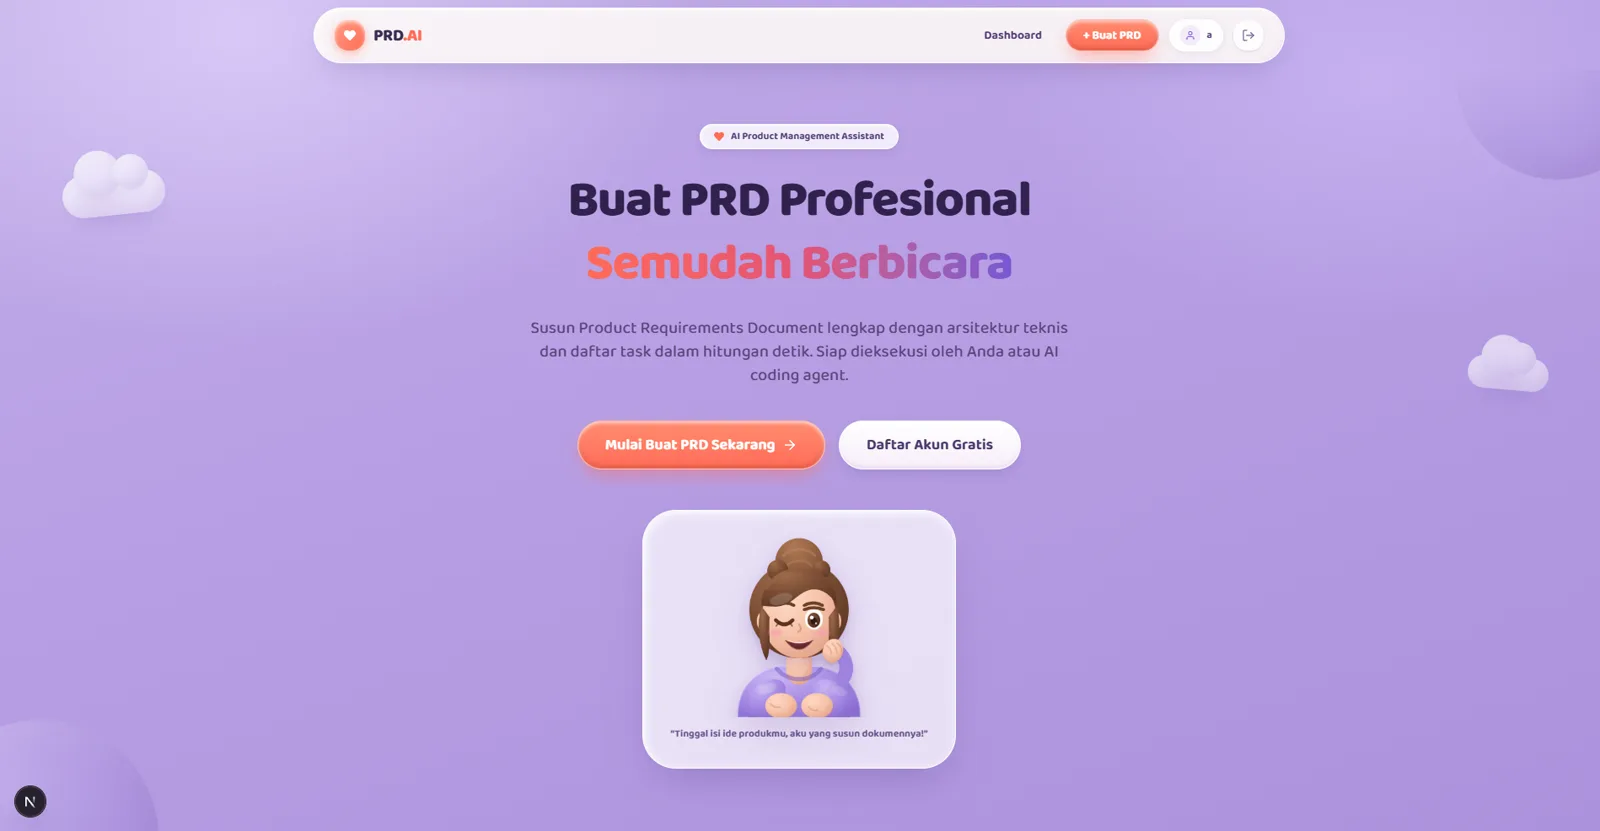 PRD.AI
Dashboard
+ Buat PRD
a
AI Product Management Assistant
Buat PRD Profesional
Semudah Berbicara
Susun Product Requirements Document lengkap dengan arsitektur teknis
dan daftar task dalam hitungan detik. Siap dieksekusi oleh Anda atau AI
coding agent.
Mulai Buat PRD Sekarang →
Daftar Akun Gratis
"Tinggal isi ide produkmu, aku yang susun dokumennya!"
N